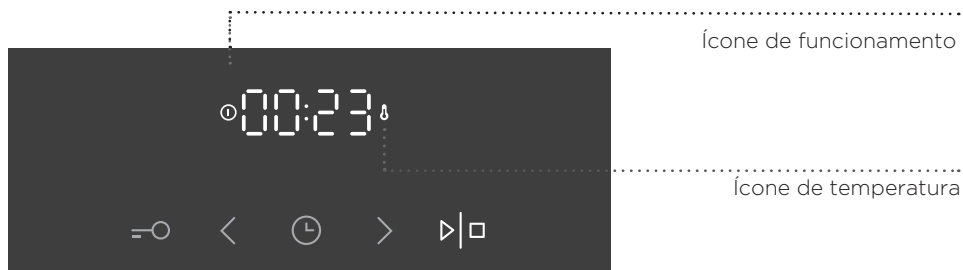 Ícone de funcionamento
00:23
Ícone de temperatura